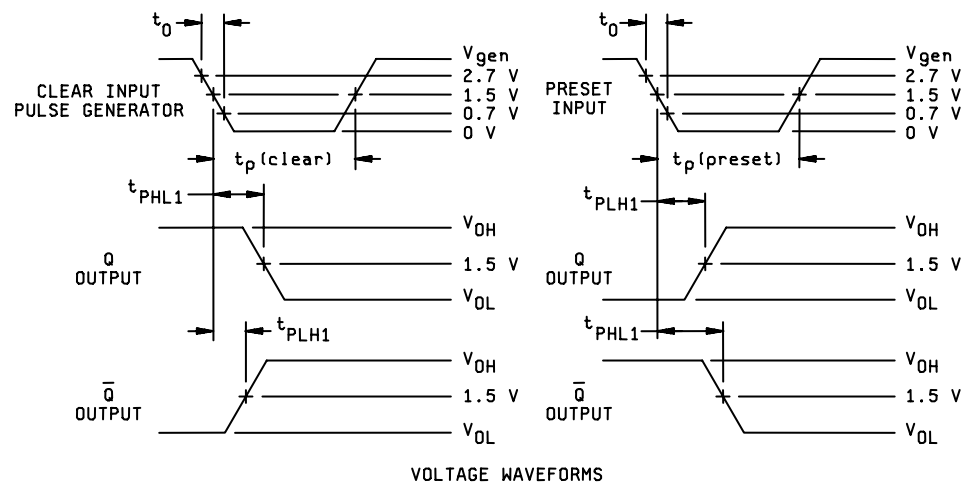 t0
t0
Vgen
2.7 V
1.5 V
0.7 V
0 V
Vgen
2.7 V
1.5 V
0.7 V
0 V
CLEAR INPUT
PULSE GENERATOR
PRESET
INPUT
tp(clear)
tp(preset)
tPHL1
tPLH1
VOH
1.5 V
VOL
VOH
1.5 V
VOL
Q
OUTPUT
Q
OUTPUT
tPLH1
tPHL1
VOH
1.5 V
VOL
VOH
1.5 V
VOL
Q̅
OUTPUT
Q̅
OUTPUT
VOLTAGE WAVEFORMS